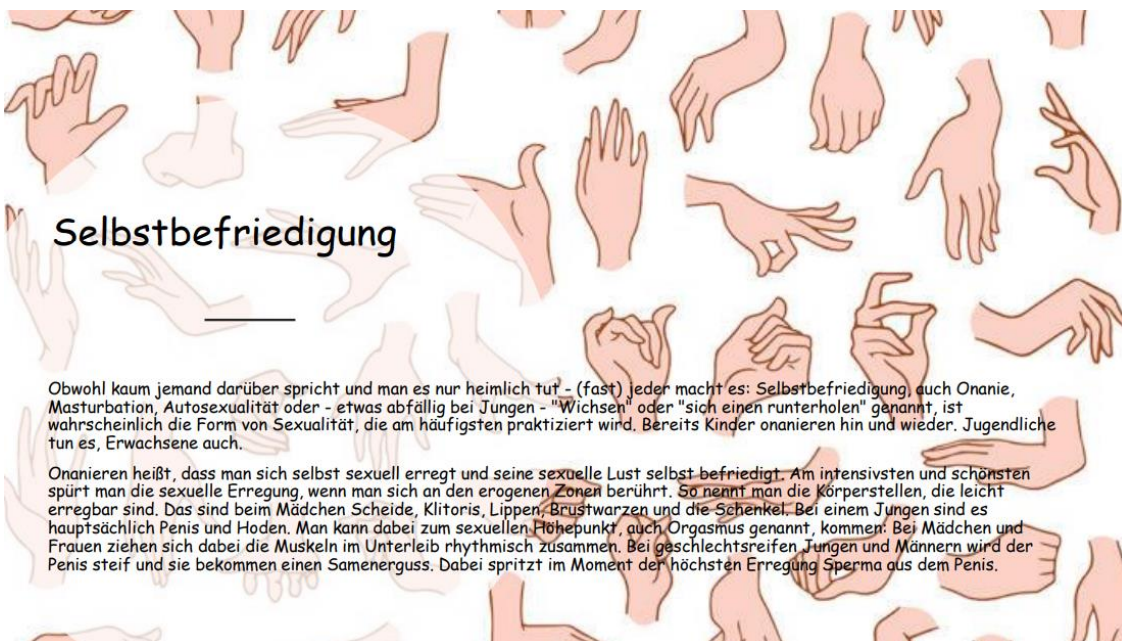 Selbstbefriedigung
Obwohl kaum jemand darüber spricht und man es nur heimlich tut - (fast) jeder macht es: Selbstbefriedigung, auch Onanie,
Masturbation, Autosexualität oder - etwas abfällig bei Jungen - "Wichsen" oder "sich einen runterholen" genannt, ist
wahrscheinlich die Form von Sexualität, die am häufigsten praktiziert wird. Bereits Kinder onanieren hin und wieder. Jugendliche
tun es, Erwachsene auch.
Onanieren heißt, dass man sich selbst sexuell erregt und seine sexuelle Lust selbst befriedigt. Am intensivsten und schönsten
spürt man die sexuelle Erregung, wenn man sich an den erogenen Zonen berührt. So nennt man die Körperstellen, die leicht
erregbar sind. Das sind beim Mädchen Scheide, Klitoris, Lippen, Brustwarzen und die Schenkel. Bei einem Jungen sind es
hauptsächlich Penis und Hoden. Man kann dabei zum sexuellen Höhepunkt, auch Orgasmus genannt, kommen: Bei Mädchen und
Frauen ziehen sich dabei die Muskeln im Unterleib rhythmisch zusammen. Bei geschlechtsreifen Jungen und Männern wird der
Penis steif und sie bekommen einen Samenerguss. Dabei spritzt im Moment der höchsten Erregung Sperma aus dem Penis.